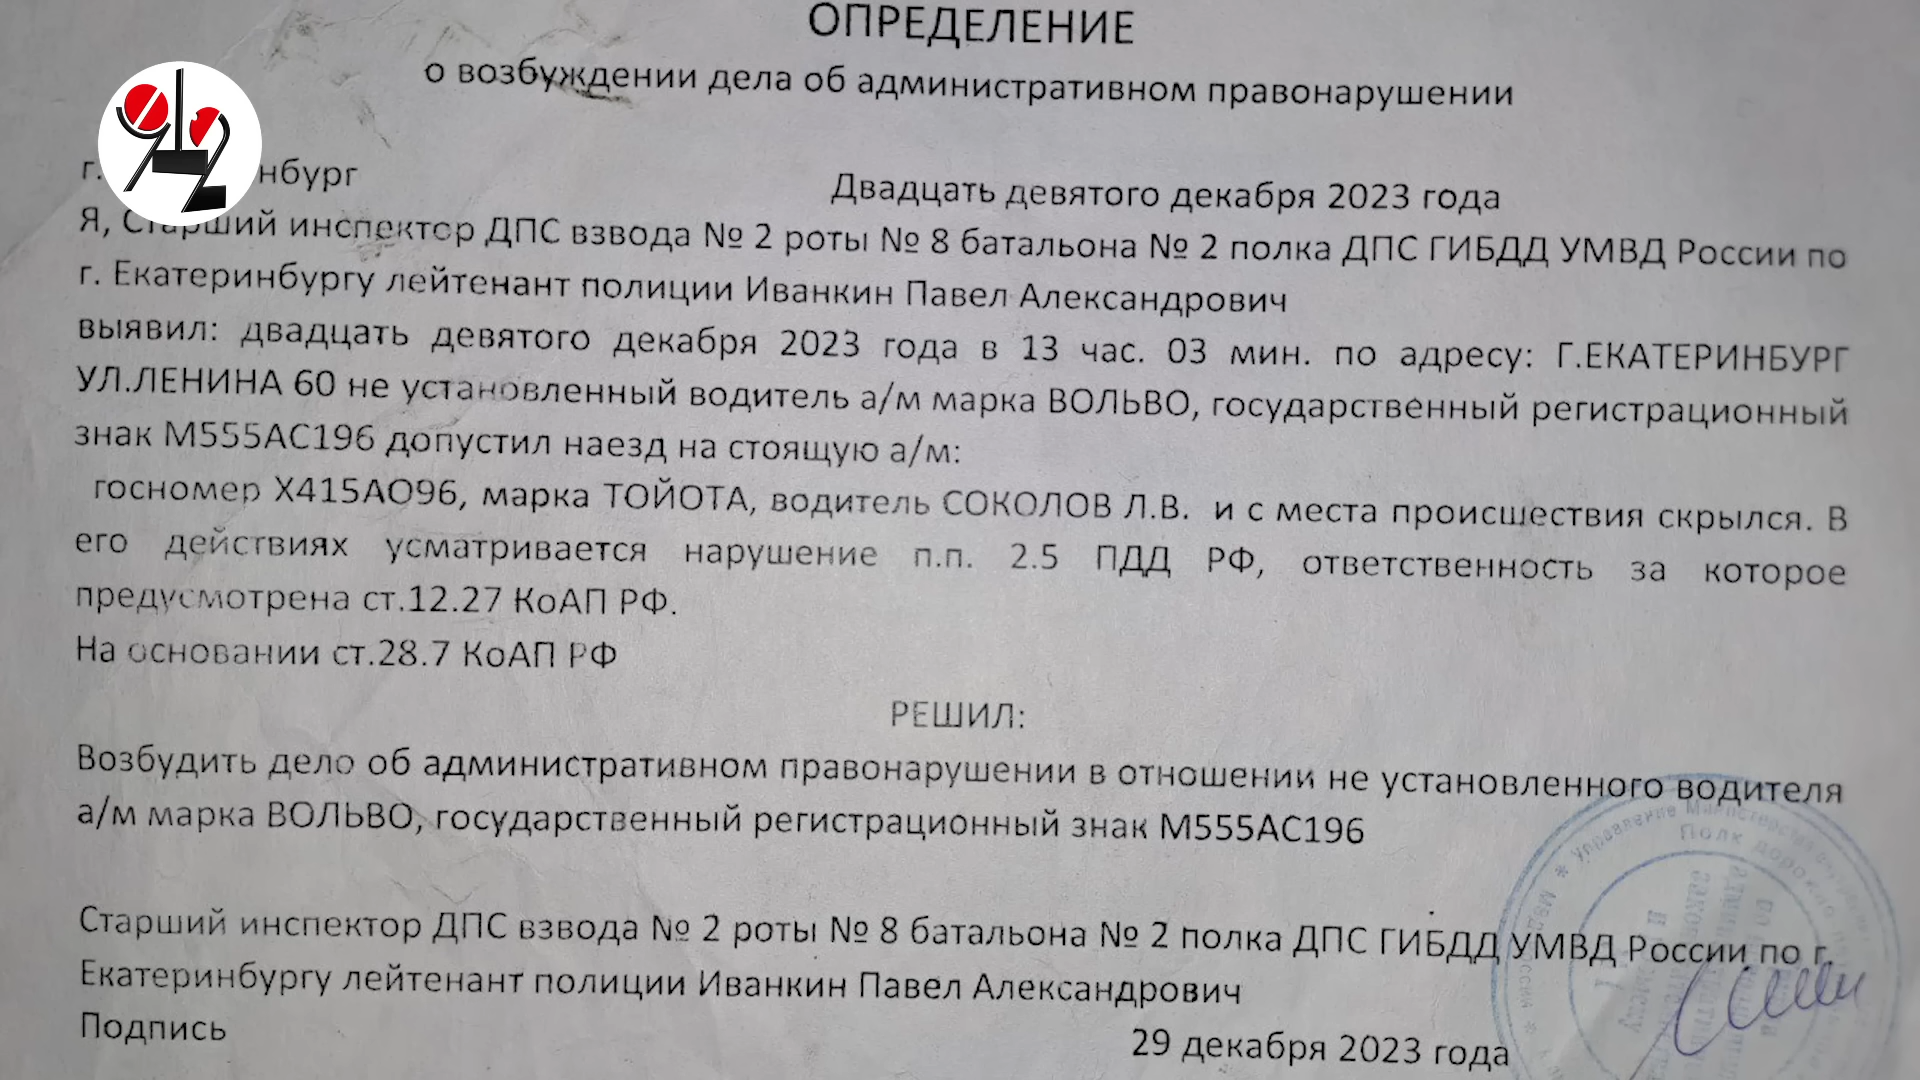 ОПРЕДЕЛЕНИЕ
о возбуждении дела об административном правонарушении
г. нбург
Двадцать девятого декабря 2023 года
Я, Старший инспектор ДПС взвода № 2 роты № 8 батальона № 2 полка ДПС ГИБДД УМВД России по
г. Екатеринбургу лейтенант полиции Иванкин Павел Александрович
выявил: двадцать девятого декабря 2023 года в 13 час. 03 мин. по адресу: Г.ЕКАТЕРИНБУРГ
УЛ.ЛЕНИНА 60 не установленный водитель а/м марка ВОЛЬВО, государственный регистрационный
знак М555АС196 допустил наезд на стоящую а/м:
госномер Х415АО96, марка ТОЙОТА, водитель СОКОЛОВ Л.В. и с места происшествия скрылся. В
его действиях усматривается нарушение п.п. 2.5 ПДД РФ, ответственность за которое
предусмотрена ст.12.27 КоАП РФ.
На основании ст.28.7 КоАП РФ
РЕШИЛ:
Возбудить дело об административном правонарушении в отношении не установленного водителя
а/м марка ВОЛЬВО, государственный регистрационный знак М555АС196
Старший инспектор ДПС взвода № 2 роты № 8 батальона № 2 полка ДПС ГИБДД УМВД России по г.
Екатеринбургу лейтенант полиции Иванкин Павел Александрович
Подпись
29 декабря 2023 года
Управление Министерства
Полк дорожно